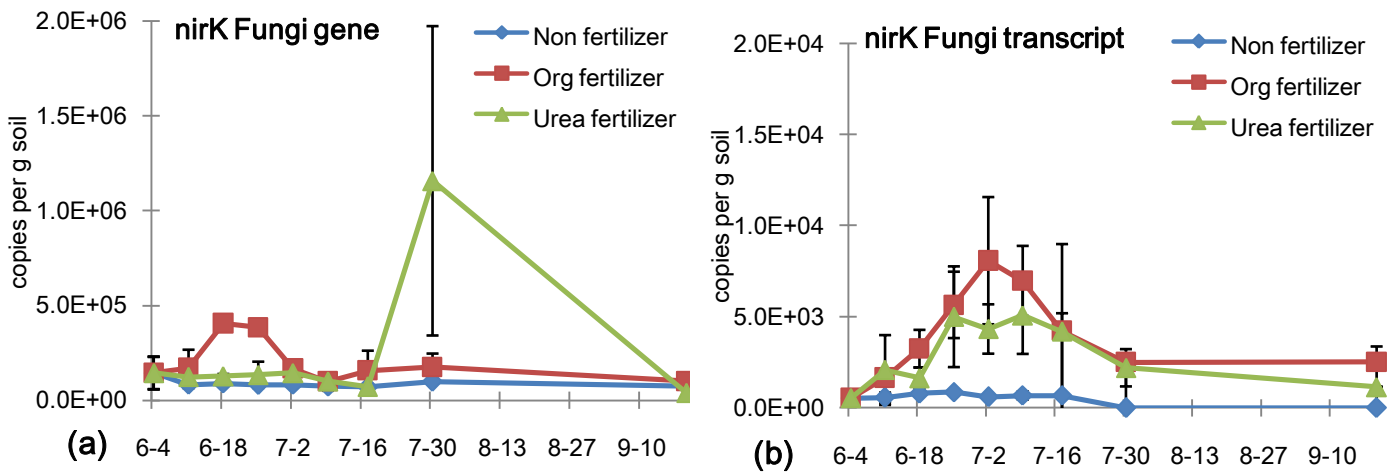 nirK Fungi gene
Non fertilizer
Org fertilizer
Urea fertilizer
copies per g soil
2.0E+06
1.5E+06
1.0E+06
5.0E+05
0.0E+00
6-4 6-18 7-2 7-16 7-30 8-13 8-27 9-10
(a)
nirK Fungi transcript
Non fertilizer
Org fertilizer
Urea fertilizer
copies per g soil
2.0E+04
1.5E+04
1.0E+04
5.0E+03
0.0E+00
6-4 6-18 7-2 7-16 7-30 8-13 8-27 9-10
(b)